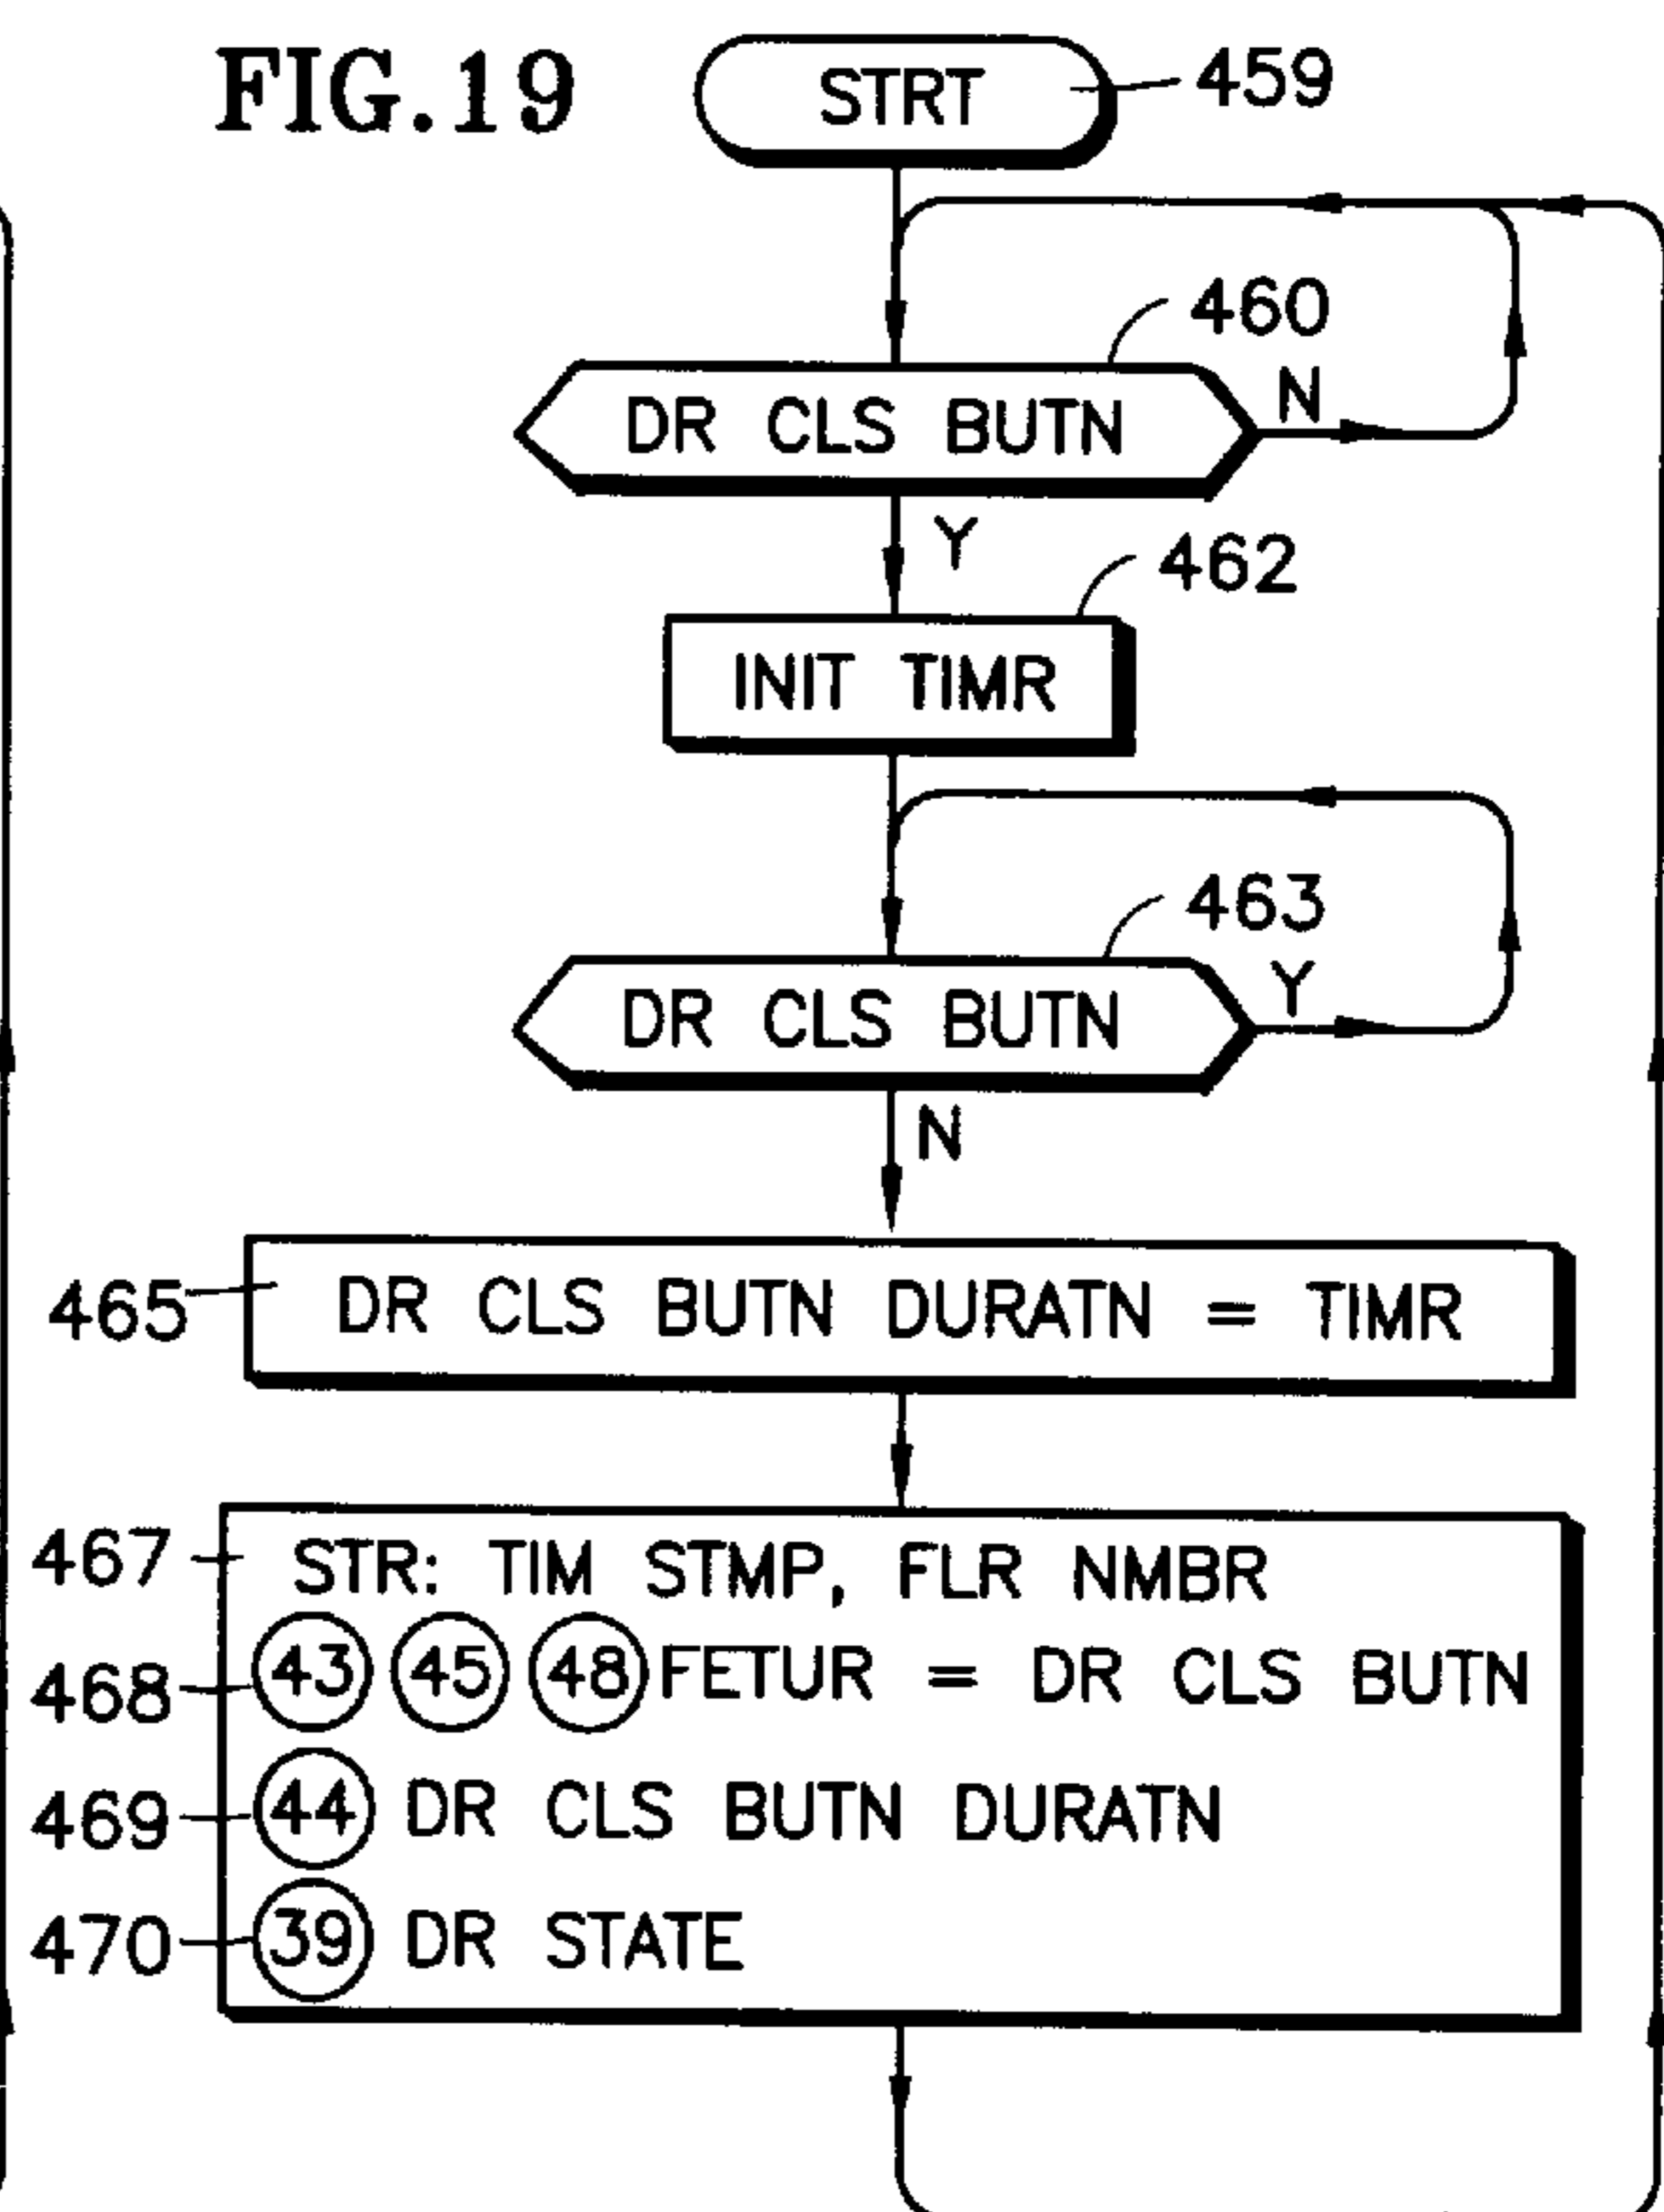 FIG.19
STRT
459
460
DR CLS BUTN
N
Y
462
INIT TIMR
463
DR CLS BUTN
Y
N
465
DR CLS BUTN DURATN = TIMR
467
STR: TIM STMP, FLR NMBR
468
43 45 48 FETUR = DR CLS BUTN
469
44 DR CLS BUTN DURATN
470
39 DR STATE